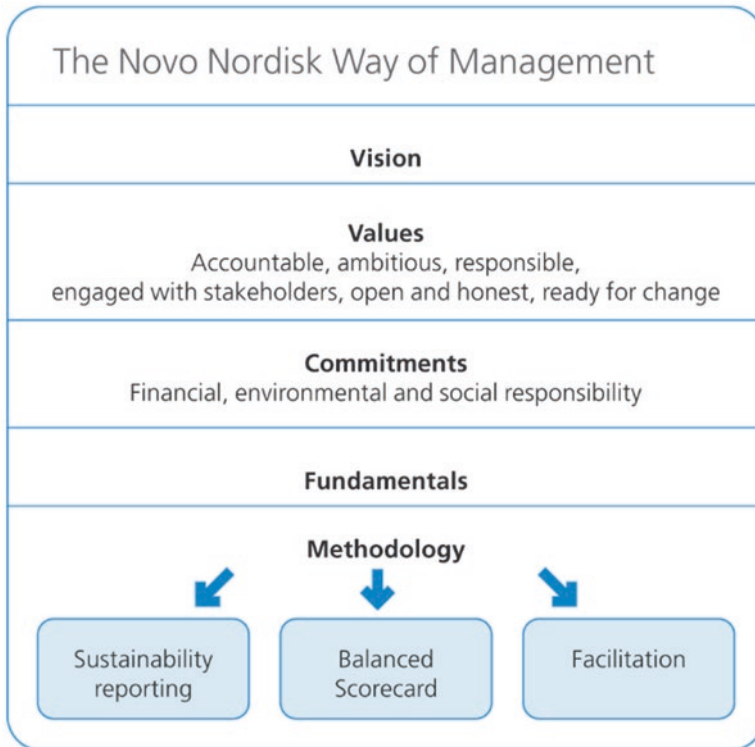 The Novo Nordisk Way of Management
Vision
Values
Accountable, ambitious, responsible,
engaged with stakeholders, open and honest, ready for change
Commitments
Financial, environmental and social responsibility
Fundamentals
Methodology
Sustainability
reporting
Balanced
Scorecard
Facilitation